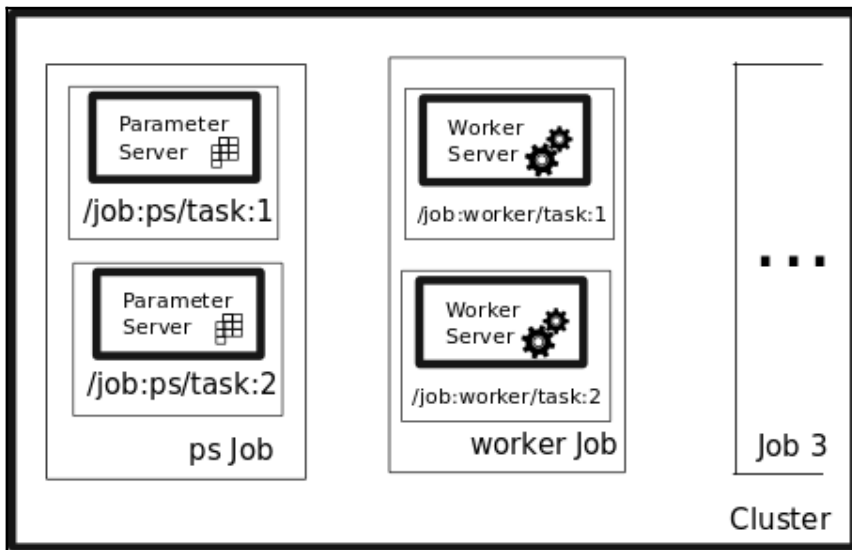 Parameter
Server
/job:ps/task:1
Parameter
Server
/job:ps/task:2
ps Job
Worker
Server
/job:worker/task:1
Worker
Server
/job:worker/task:2
worker Job
...
Job 3
Cluster